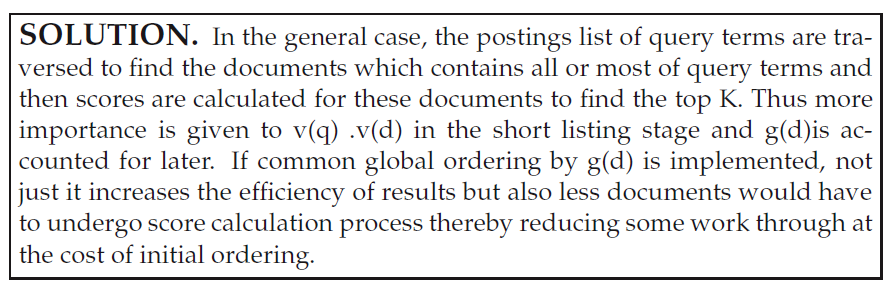 SOLUTION. In the general case, the postings list of query terms are tra-
versed to find the documents which contains all or most of query terms and
then scores are calculated for these documents to find the top K. Thus more
importance is given to v(q) .v(d) in the short listing stage and g(d)is ac-
counted for later. If common global ordering by g(d) is implemented, not
just it increases the efficiency of results but also less documents would have
to undergo score calculation process thereby reducing some work through at
the cost of initial ordering.